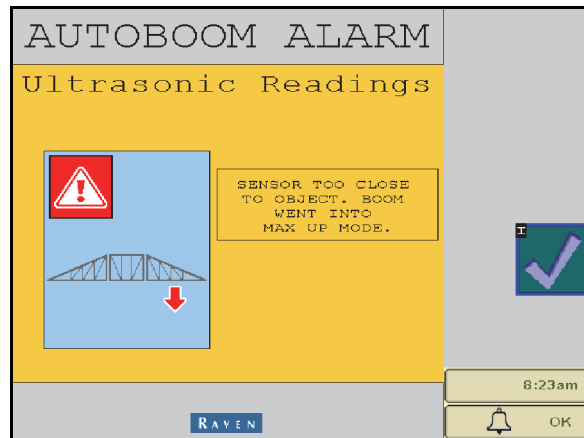 AUTOBOOM ALARM
Ultrasonic Readings
SENSOR TOO CLOSE
TO OBJECT. BOOM
WENT INTO
MAX UP MODE.
H
8:23am
OK
RAVEN